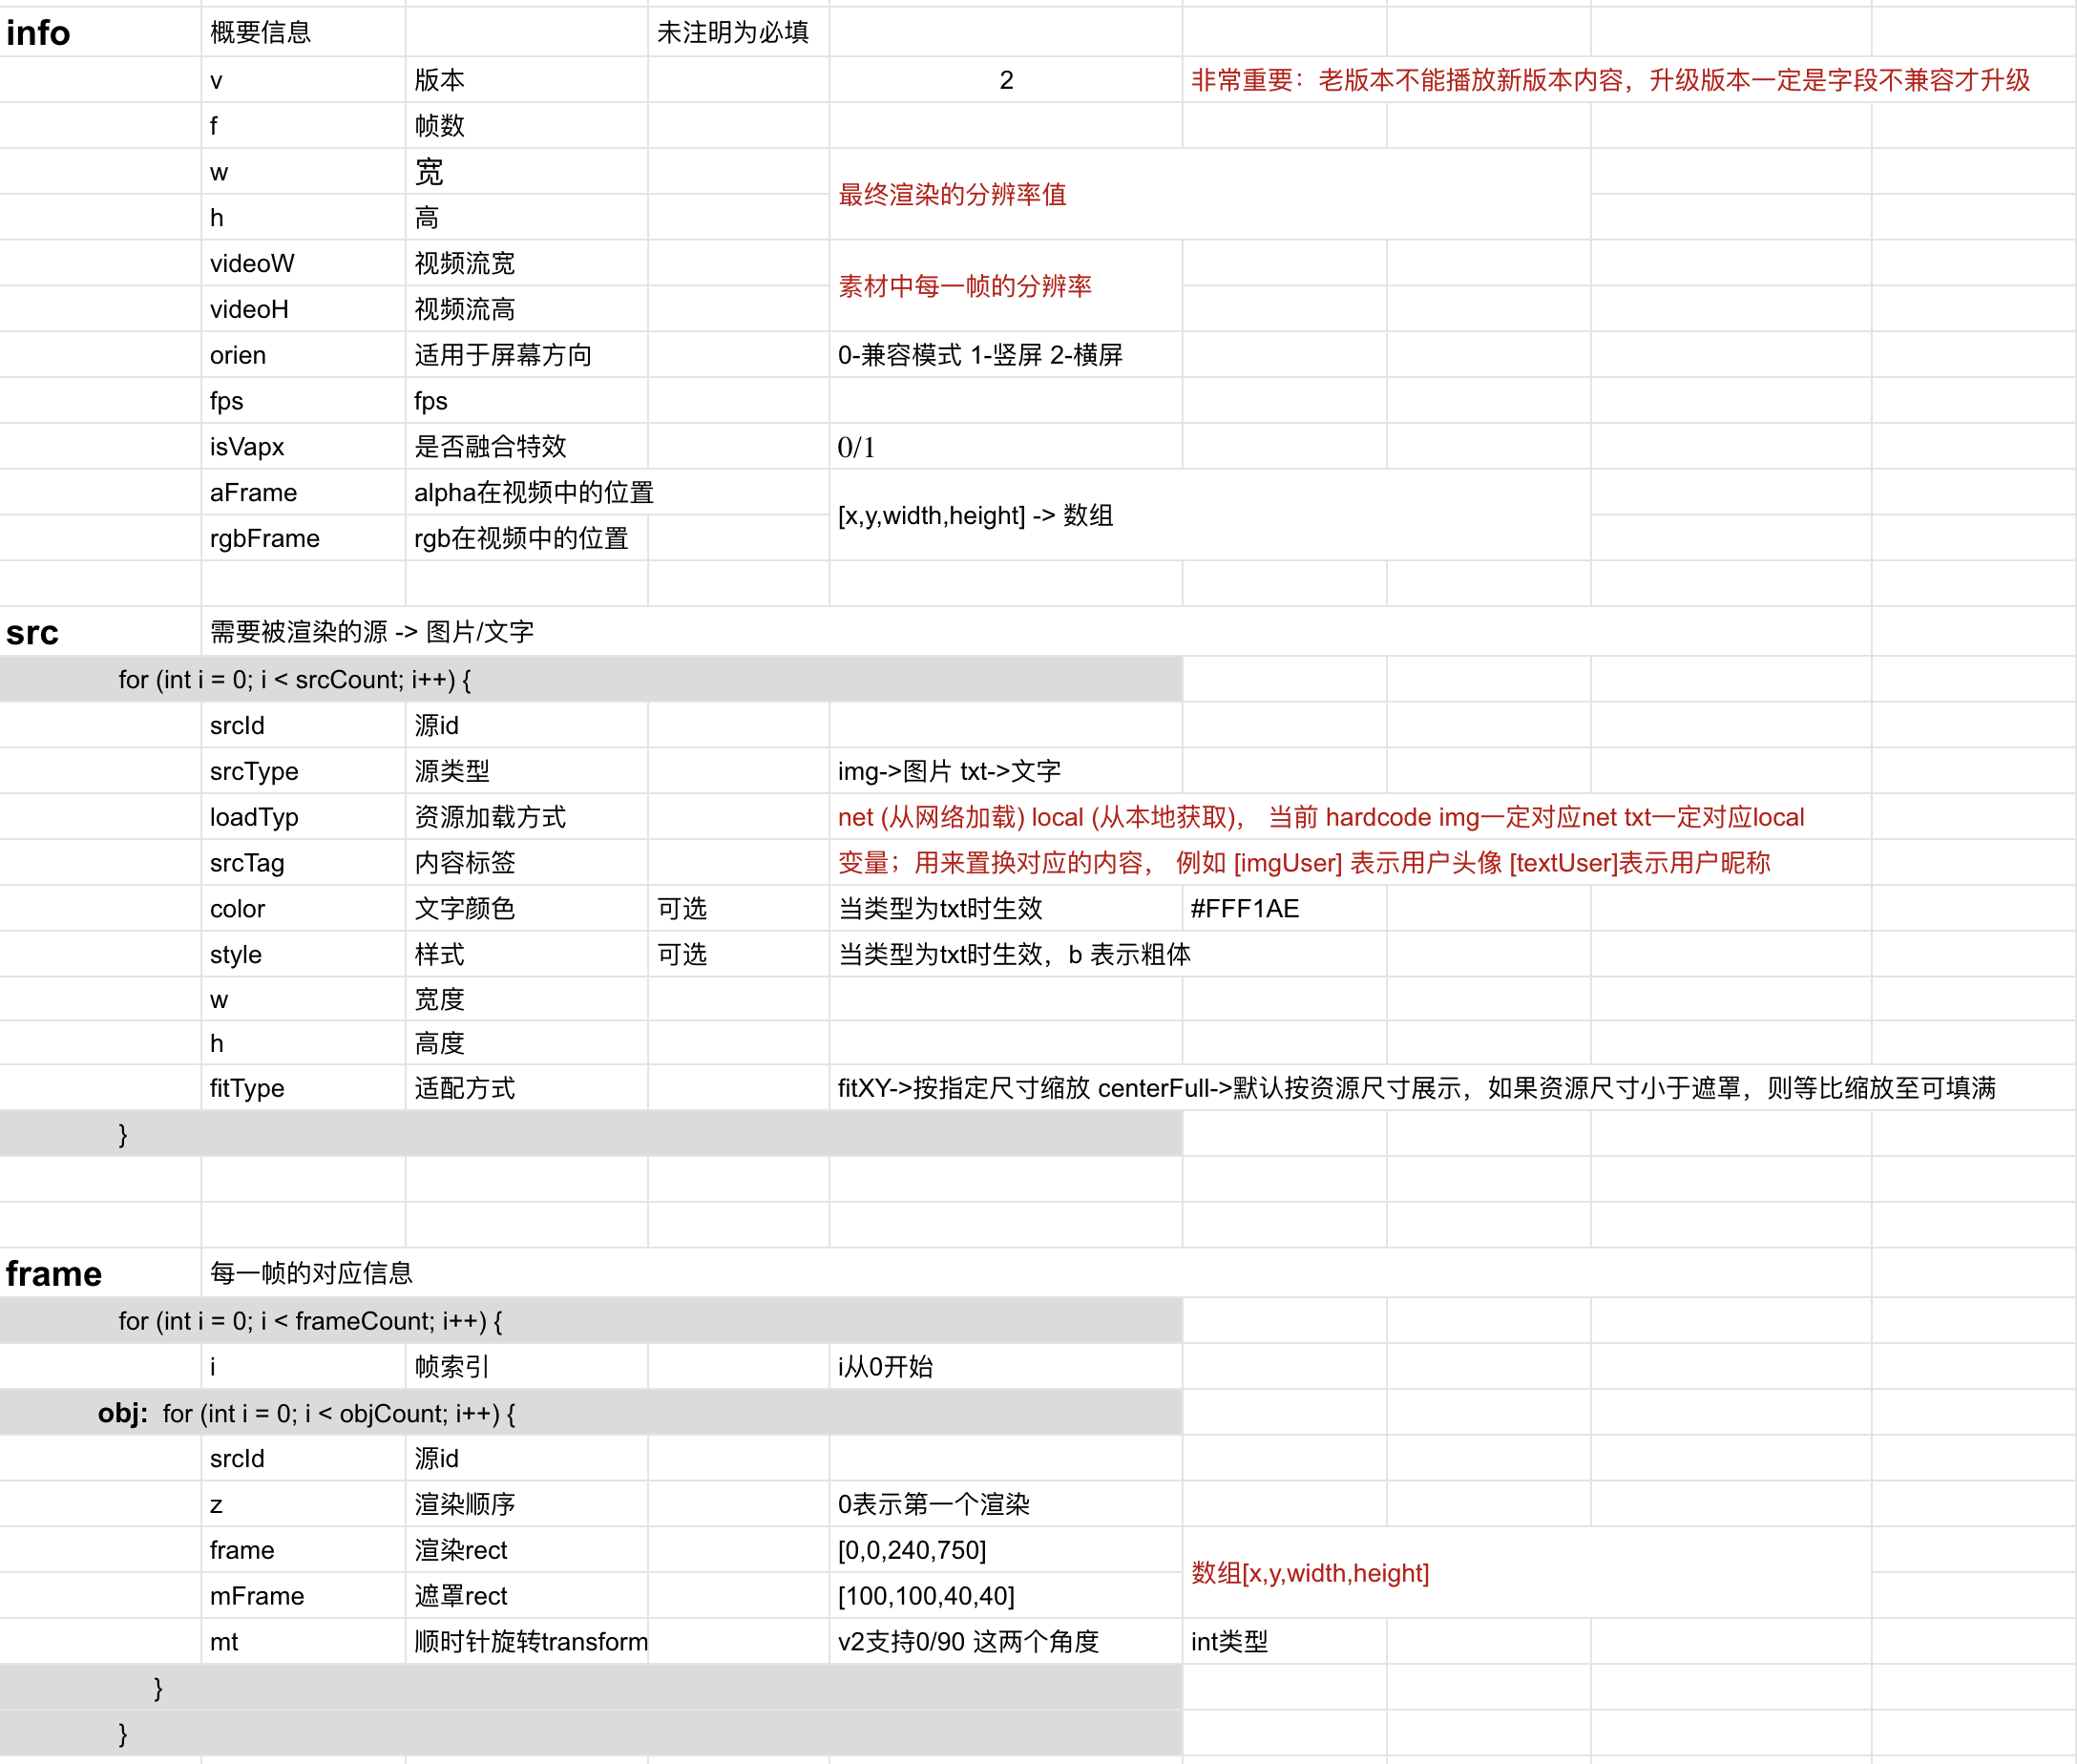 info 概要信息 未注明为必填
v 版本 2 非常重要：老版本不能播放新版本内容，升级版本一定是字段不兼容才升级
f 帧数
w 宽
最终渲染的分辨率值
h 高
videoW 视频流宽
素材中每一帧的分辨率
videoH 视频流高
orien 适用于屏幕方向 0-兼容模式 1-竖屏 2-横屏
fps fps
isVapx 是否融合特效 0/1
aFrame alpha在视频中的位置
[x,y,width,height] -> 数组
rgbFrame rgb在视频中的位置
src 需要被渲染的源 -> 图片/文字
for (int i = 0; i < srcCount; i++) {
srcId 源id
srcType 源类型 img->图片 txt->文字
loadTyp 资源加载方式 net (从网络加载) local (从本地获取)， 当前 hardcode img一定对应net txt一定对应local
srcTag 内容标签 变量；用来置换对应的内容， 例如 [imgUser] 表示用户头像 [textUser]表示用户昵称
color 文字颜色 可选 当类型为txt时生效 #FFF1AE
style 样式 可选 当类型为txt时生效，b 表示粗体
w 宽度
h 高度
fitType 适配方式 fitXY->按指定尺寸缩放 centerFull->默认按资源尺寸展示，如果资源尺寸小于遮罩，则等比缩放至可填满
}
frame 每一帧的对应信息
for (int i = 0; i < frameCount; i++) {
i 帧索引 i从0开始
obj: for (int i = 0; i < objCount; i++) {
srcId 源id
z 渲染顺序 0表示第一个渲染
frame 渲染rect [0,0,240,750]
数组[x,y,width,height]
mFrame 遮罩rect [100,100,40,40]
mt 顺时针旋转transform v2支持0/90 这两个角度 int类型
}
}